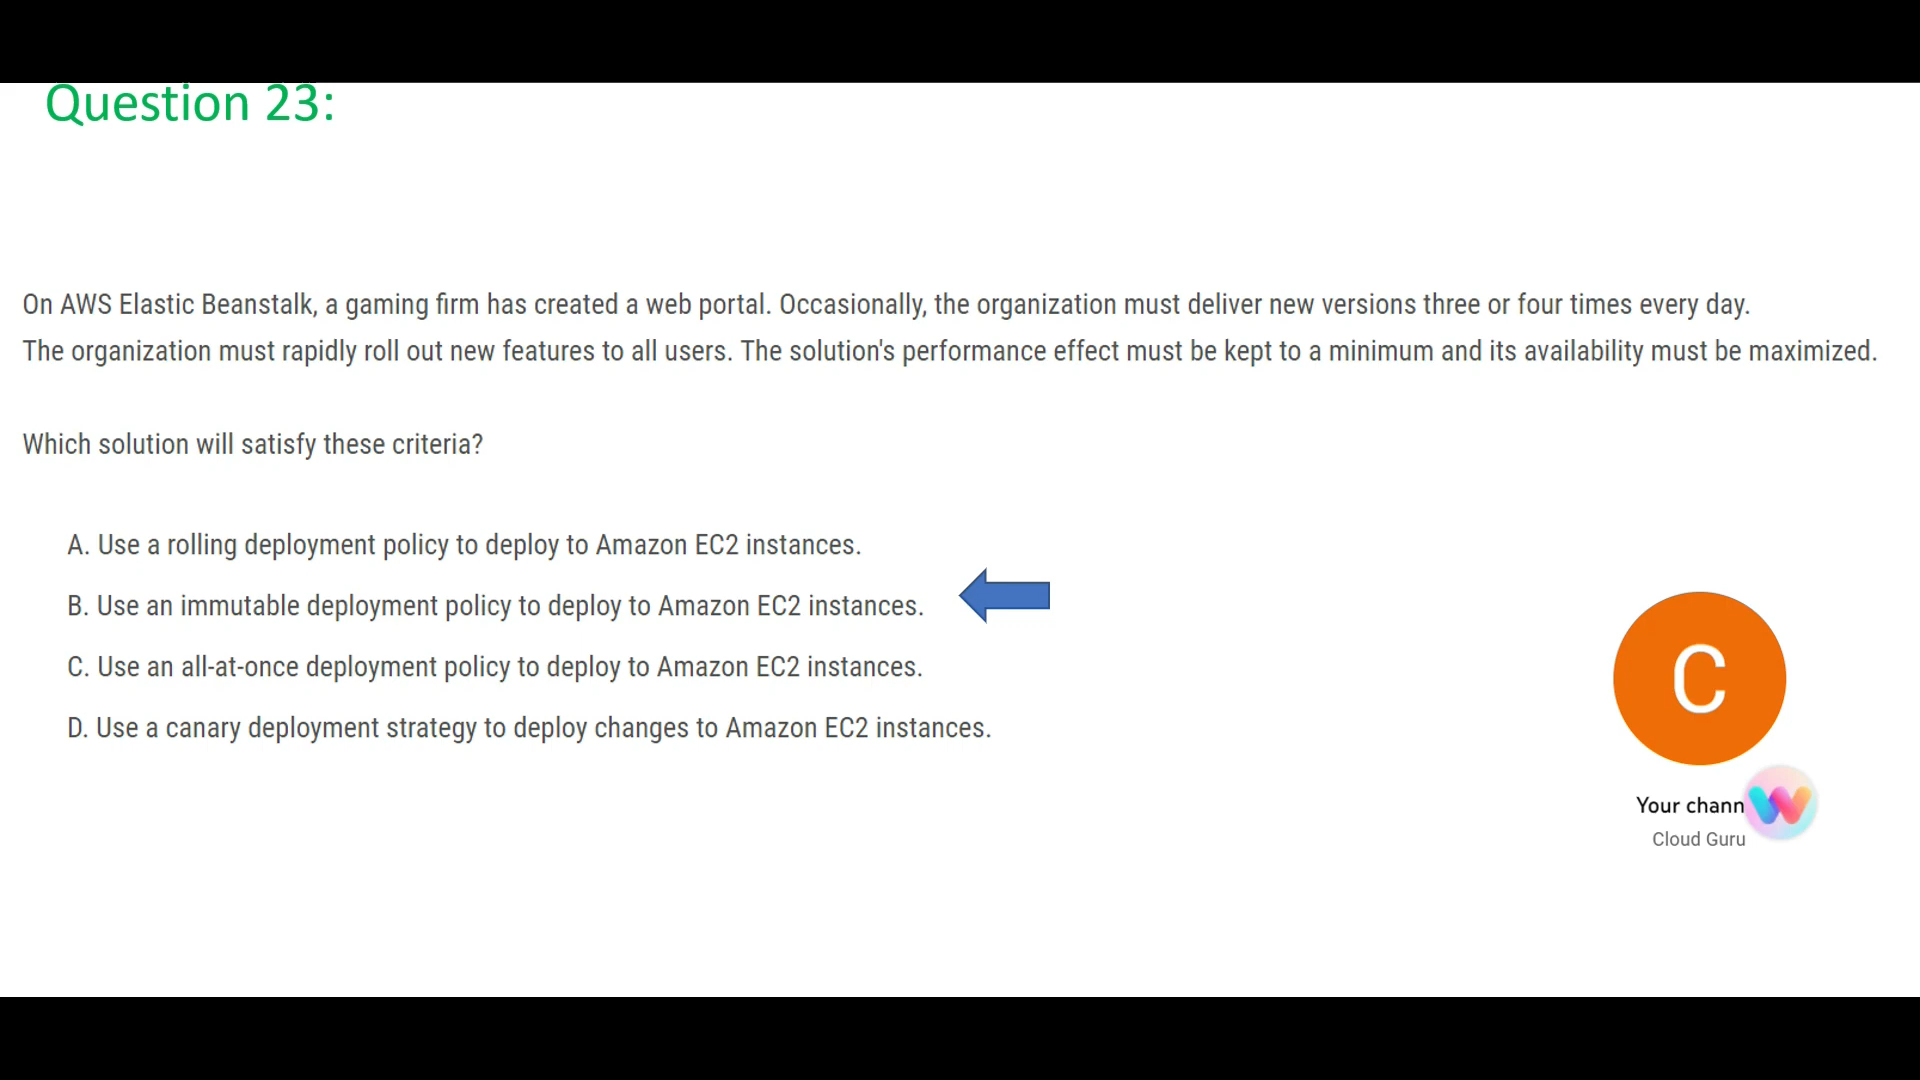 Question 23:
On AWS Elastic Beanstalk, a gaming firm has created a web portal. Occasionally, the organization must deliver new versions three or four times every day.
The organization must rapidly roll out new features to all users. The solution's performance effect must be kept to a minimum and its availability must be maximized.
Which solution will satisfy these criteria?
A. Use a rolling deployment policy to deploy to Amazon EC2 instances.
B. Use an immutable deployment policy to deploy to Amazon EC2 instances.
C. Use an all-at-once deployment policy to deploy to Amazon EC2 instances.
D. Use a canary deployment strategy to deploy changes to Amazon EC2 instances.
C
Your chann
W
Cloud Guru